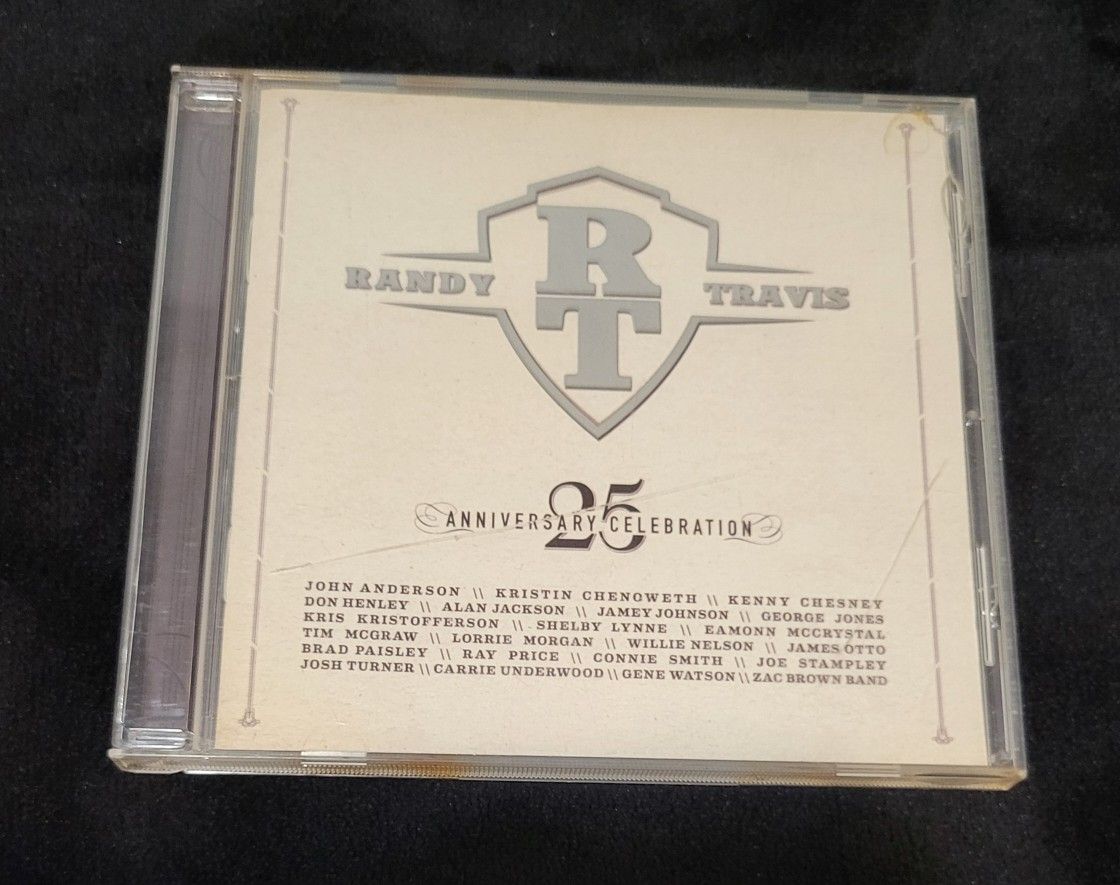 RANDY R T TRAVIS
25
ANNIVERSARY CELEBRATION
JOHN ANDERSON \\ KRISTIN CHENOWETH \\ KENNY CHESNEY
DON HENLEY \\ ALAN JACKSON \\ JAMEY JOHNSON \\ GEORGE JONES
KRIS KRISTOFFERSON \\ SHELBY LYNNE \\ EAMONN MCCRYSTAL
TIM MCGRAW \\ LORRIE MORGAN \\ WILLIE NELSON \\ JAMES OTTO
BRAD PAISLEY \\ RAY PRICE \\ CONNIE SMITH \\ JOE STAMPLEY
JOSH TURNER \\ CARRIE UNDERWOOD \\ GENE WATSON \\ ZAC BROWN BAND